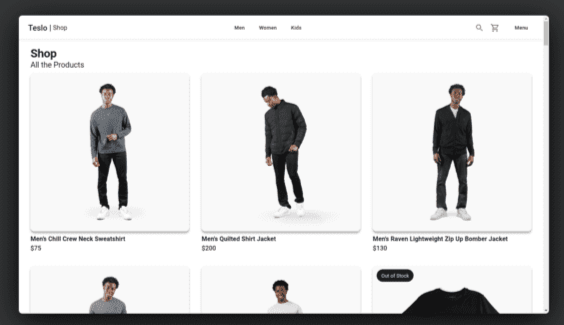 Teslo | Shop
Men Women Kids
Menu
Shop
All the Products
Men's Chill Crew Neck Sweatshirt
$75
Men's Quilted Shirt Jacket
$200
Men's Raven Lightweight Zip Up Bomber Jacket
$130
Out of Stock